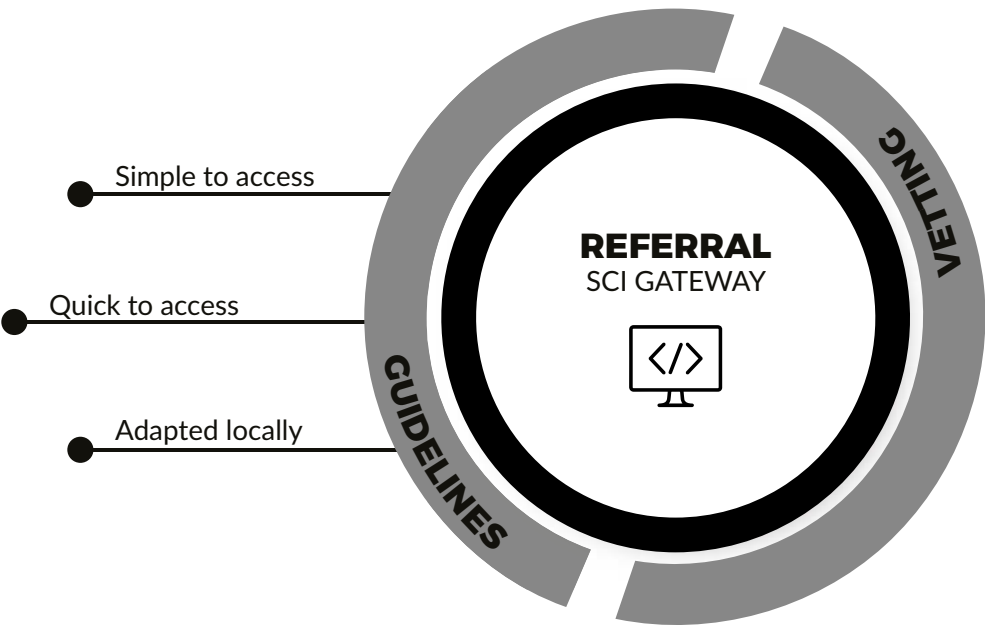 Simple to access
Quick to access
Adapted locally
GUIDELINES
REFERRAL
SCI GATEWAY
</>
VETTING